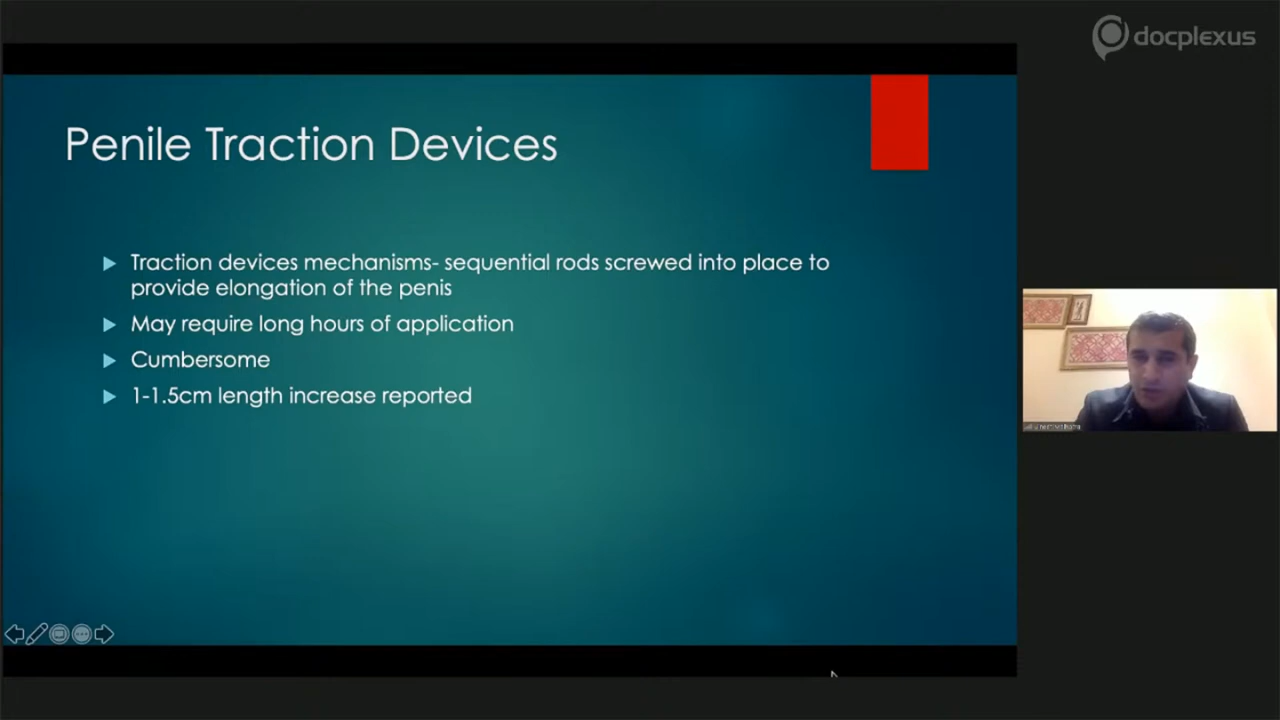 docplexus
Penile Traction Devices
Traction devices mechanisms- sequential rods screwed into place to
provide elongation of the penis
May require long hours of application
Cumbersome
1-1.5cm length increase reported